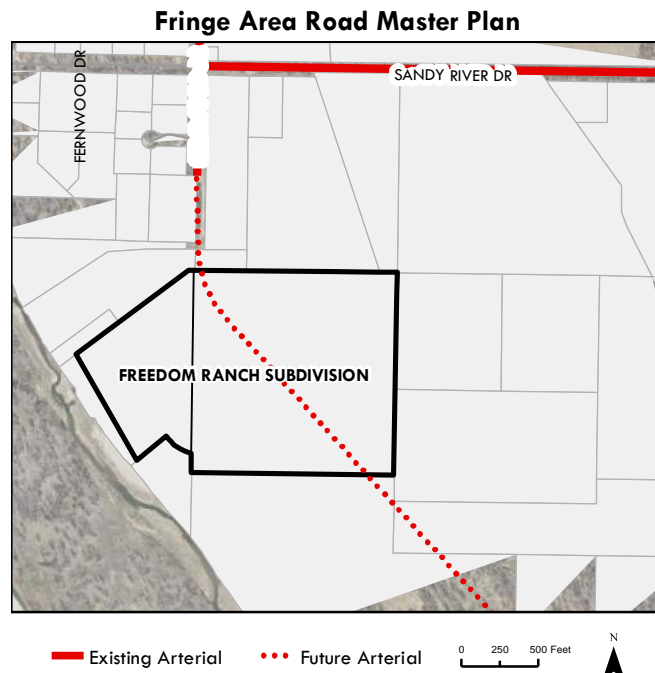 Fringe Area Road Master Plan
FERNWOOD DR
SANDY RIVER DR
FREEDOM RANCH SUBDIVISION
Existing Arterial
Future Arterial
0 250 500 Feet
N